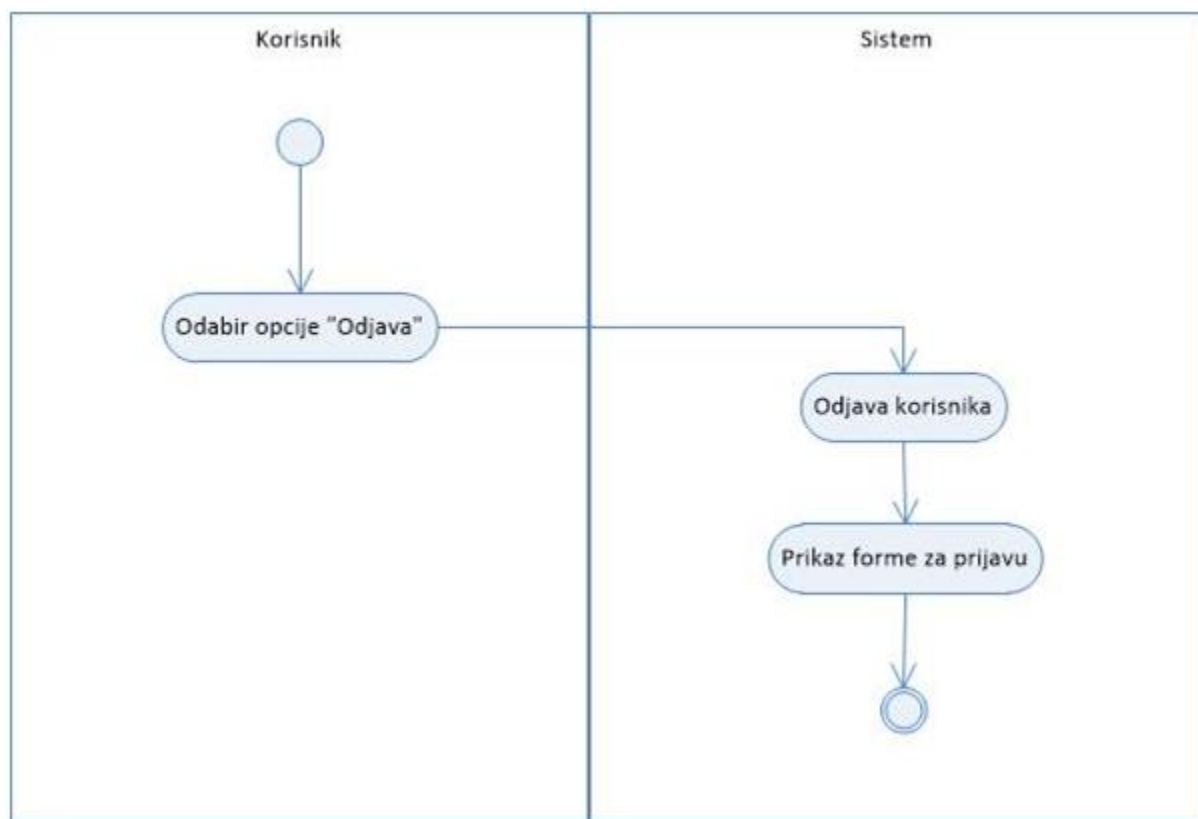 Korisnik
Sistem
Odabir opcije "Odjava"
Odjava korisnika
Prikaz forme za prijavu